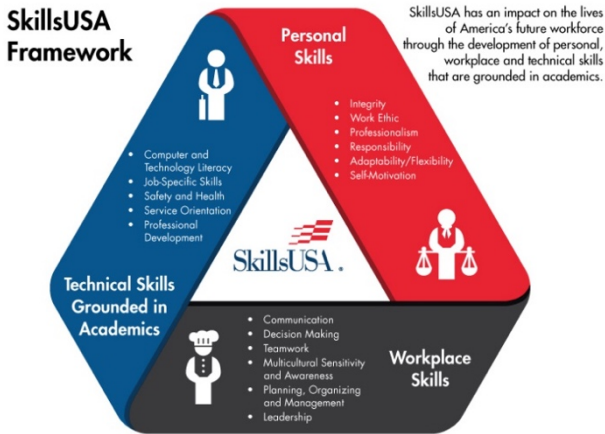 SkillsUSA
Framework
SkillsUSA has an impact on the lives
of America's future workforce
through the development of personal,
workplace and technical skills
that are grounded in academics.
Personal
Skills
• Integrity
• Work Ethic
• Professionalism
• Responsibility
• Adaptability/Flexibility
• Self-Motivation
• Computer and
Technology Literacy
• Job-Specific Skills
• Safety and Health
• Service Orientation
• Professional
Development
Technical Skills
Grounded in
Academics
SkillsUSA.
• Communication
• Decision Making
• Teamwork
• Multicultural Sensitivity
and Awareness
• Planning, Organizing
and Management
• Leadership
Workplace
Skills